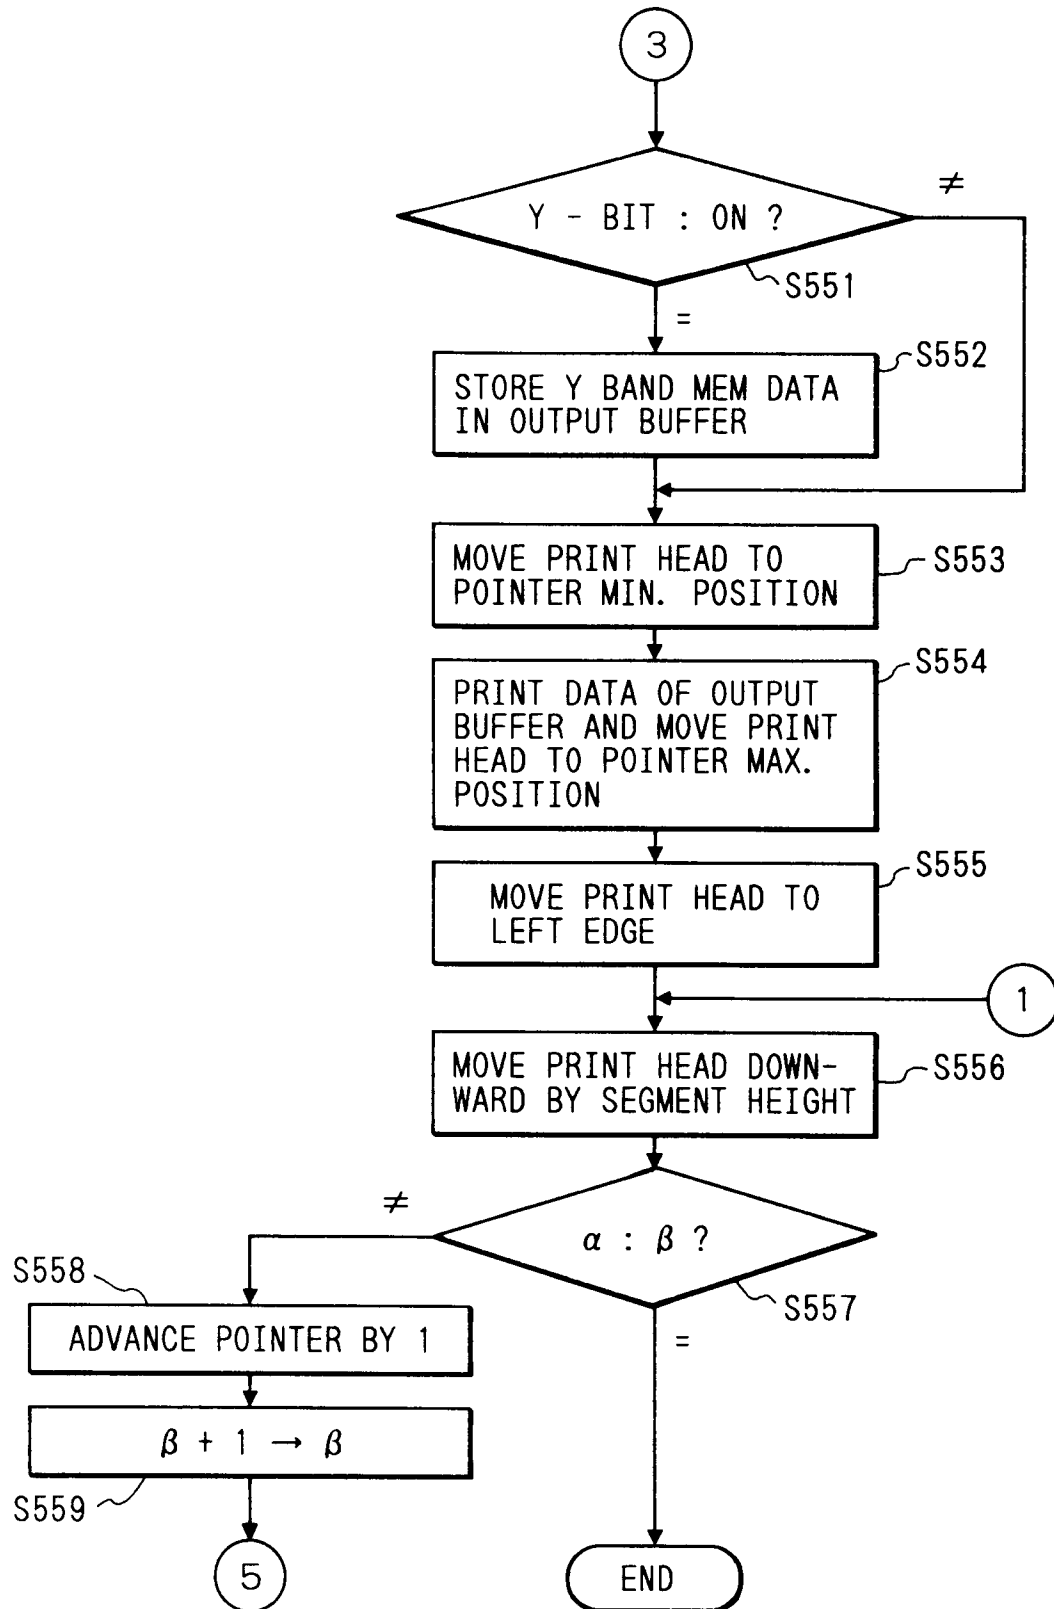 3
≠
Y - BIT : ON ?
S551
=
S552
STORE Y BAND MEM DATA
IN OUTPUT BUFFER
MOVE PRINT HEAD TO
POINTER MIN. POSITION
S553
S554
PRINT DATA OF OUTPUT
BUFFER AND MOVE PRINT
HEAD TO POINTER MAX.
POSITION
S555
MOVE PRINT HEAD TO
LEFT EDGE
1
MOVE PRINT HEAD DOWN-
WARD BY SEGMENT HEIGHT
S556
≠
α : β ?
S557
=
S558
ADVANCE POINTER BY 1
β + 1 → β
S559
5
END